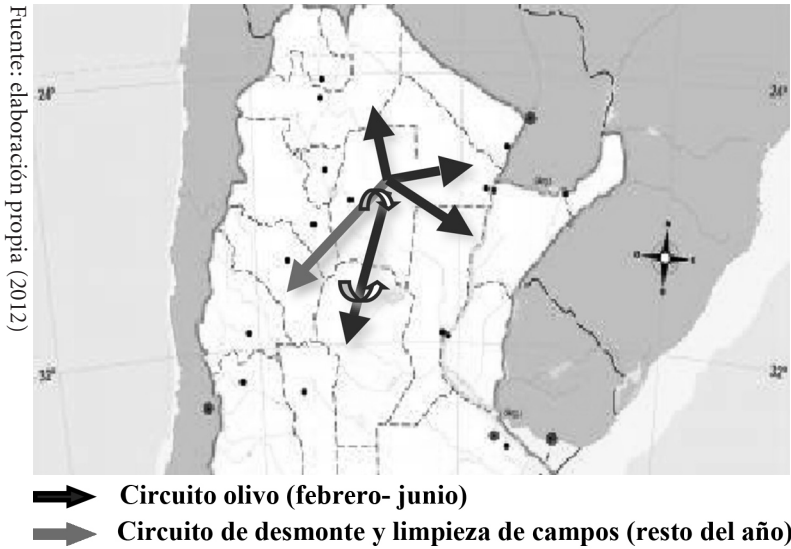 Fuente: elaboración propia (2012)
24°
32°
32°
Circuito olivo (febrero- junio)
Circuito de desmonte y limpieza de campos (resto del año)